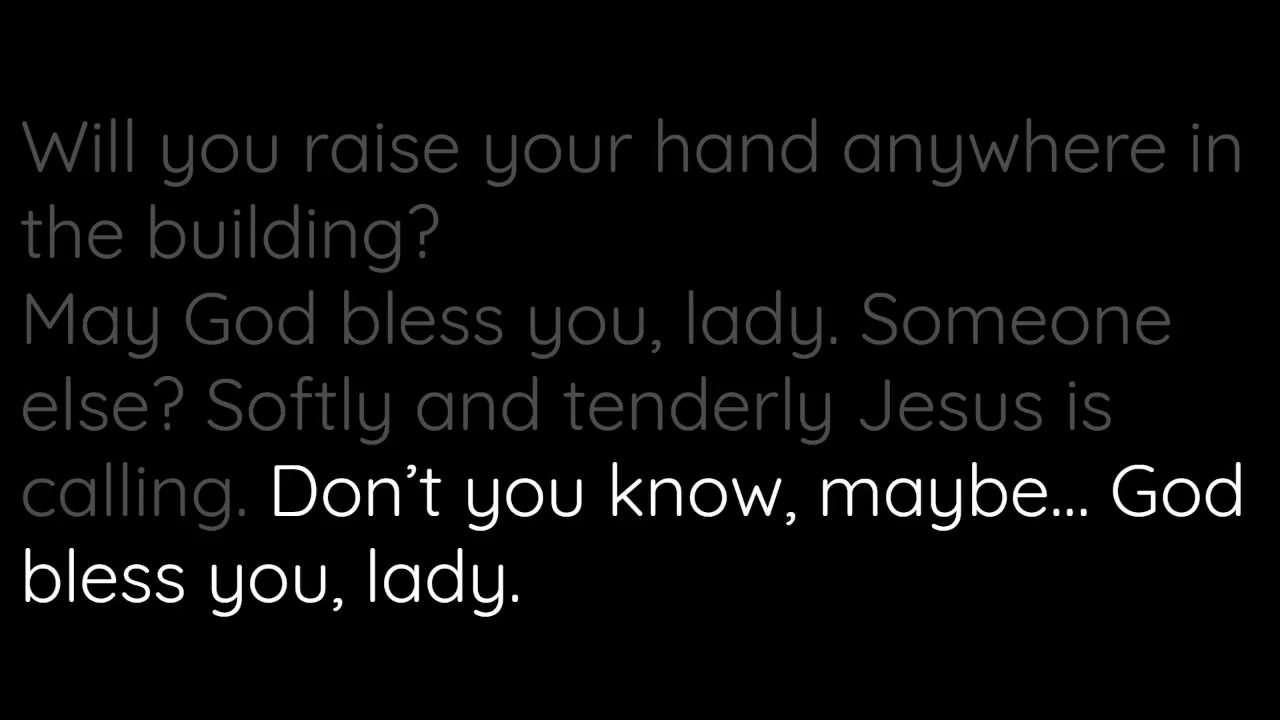 Will you raise your hand anywhere in
the building?
May God bless you, lady. Someone
else? Softly and tenderly Jesus is
calling. Don’t you know, maybe... God
bless you, lady.